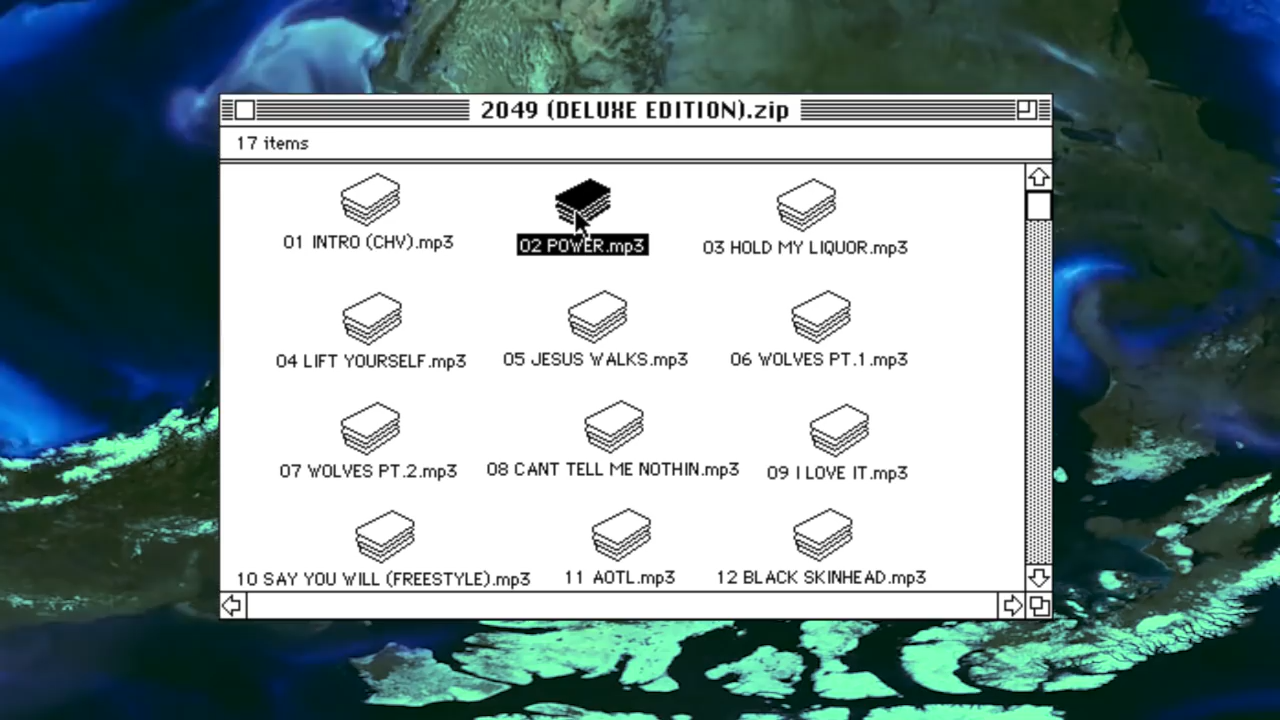 2049 (DELUXE EDITION).zip
17 items
01 INTRO (CHV).mp3
02 POWER.mp3
03 HOLD MY LIQUOR.mp3
04 LIFT YOURSELF.mp3
05 JESUS WALKS.mp3
06 WOLVES PT.1.mp3
07 WOLVES PT.2.mp3
08 CANT TELL ME NOTHIN.mp3
09 I LOVE IT.mp3
10 SAY YOU WILL (FREESTYLE).mp3
11 AOTL.mp3
12 BLACK SKINHEAD.mp3